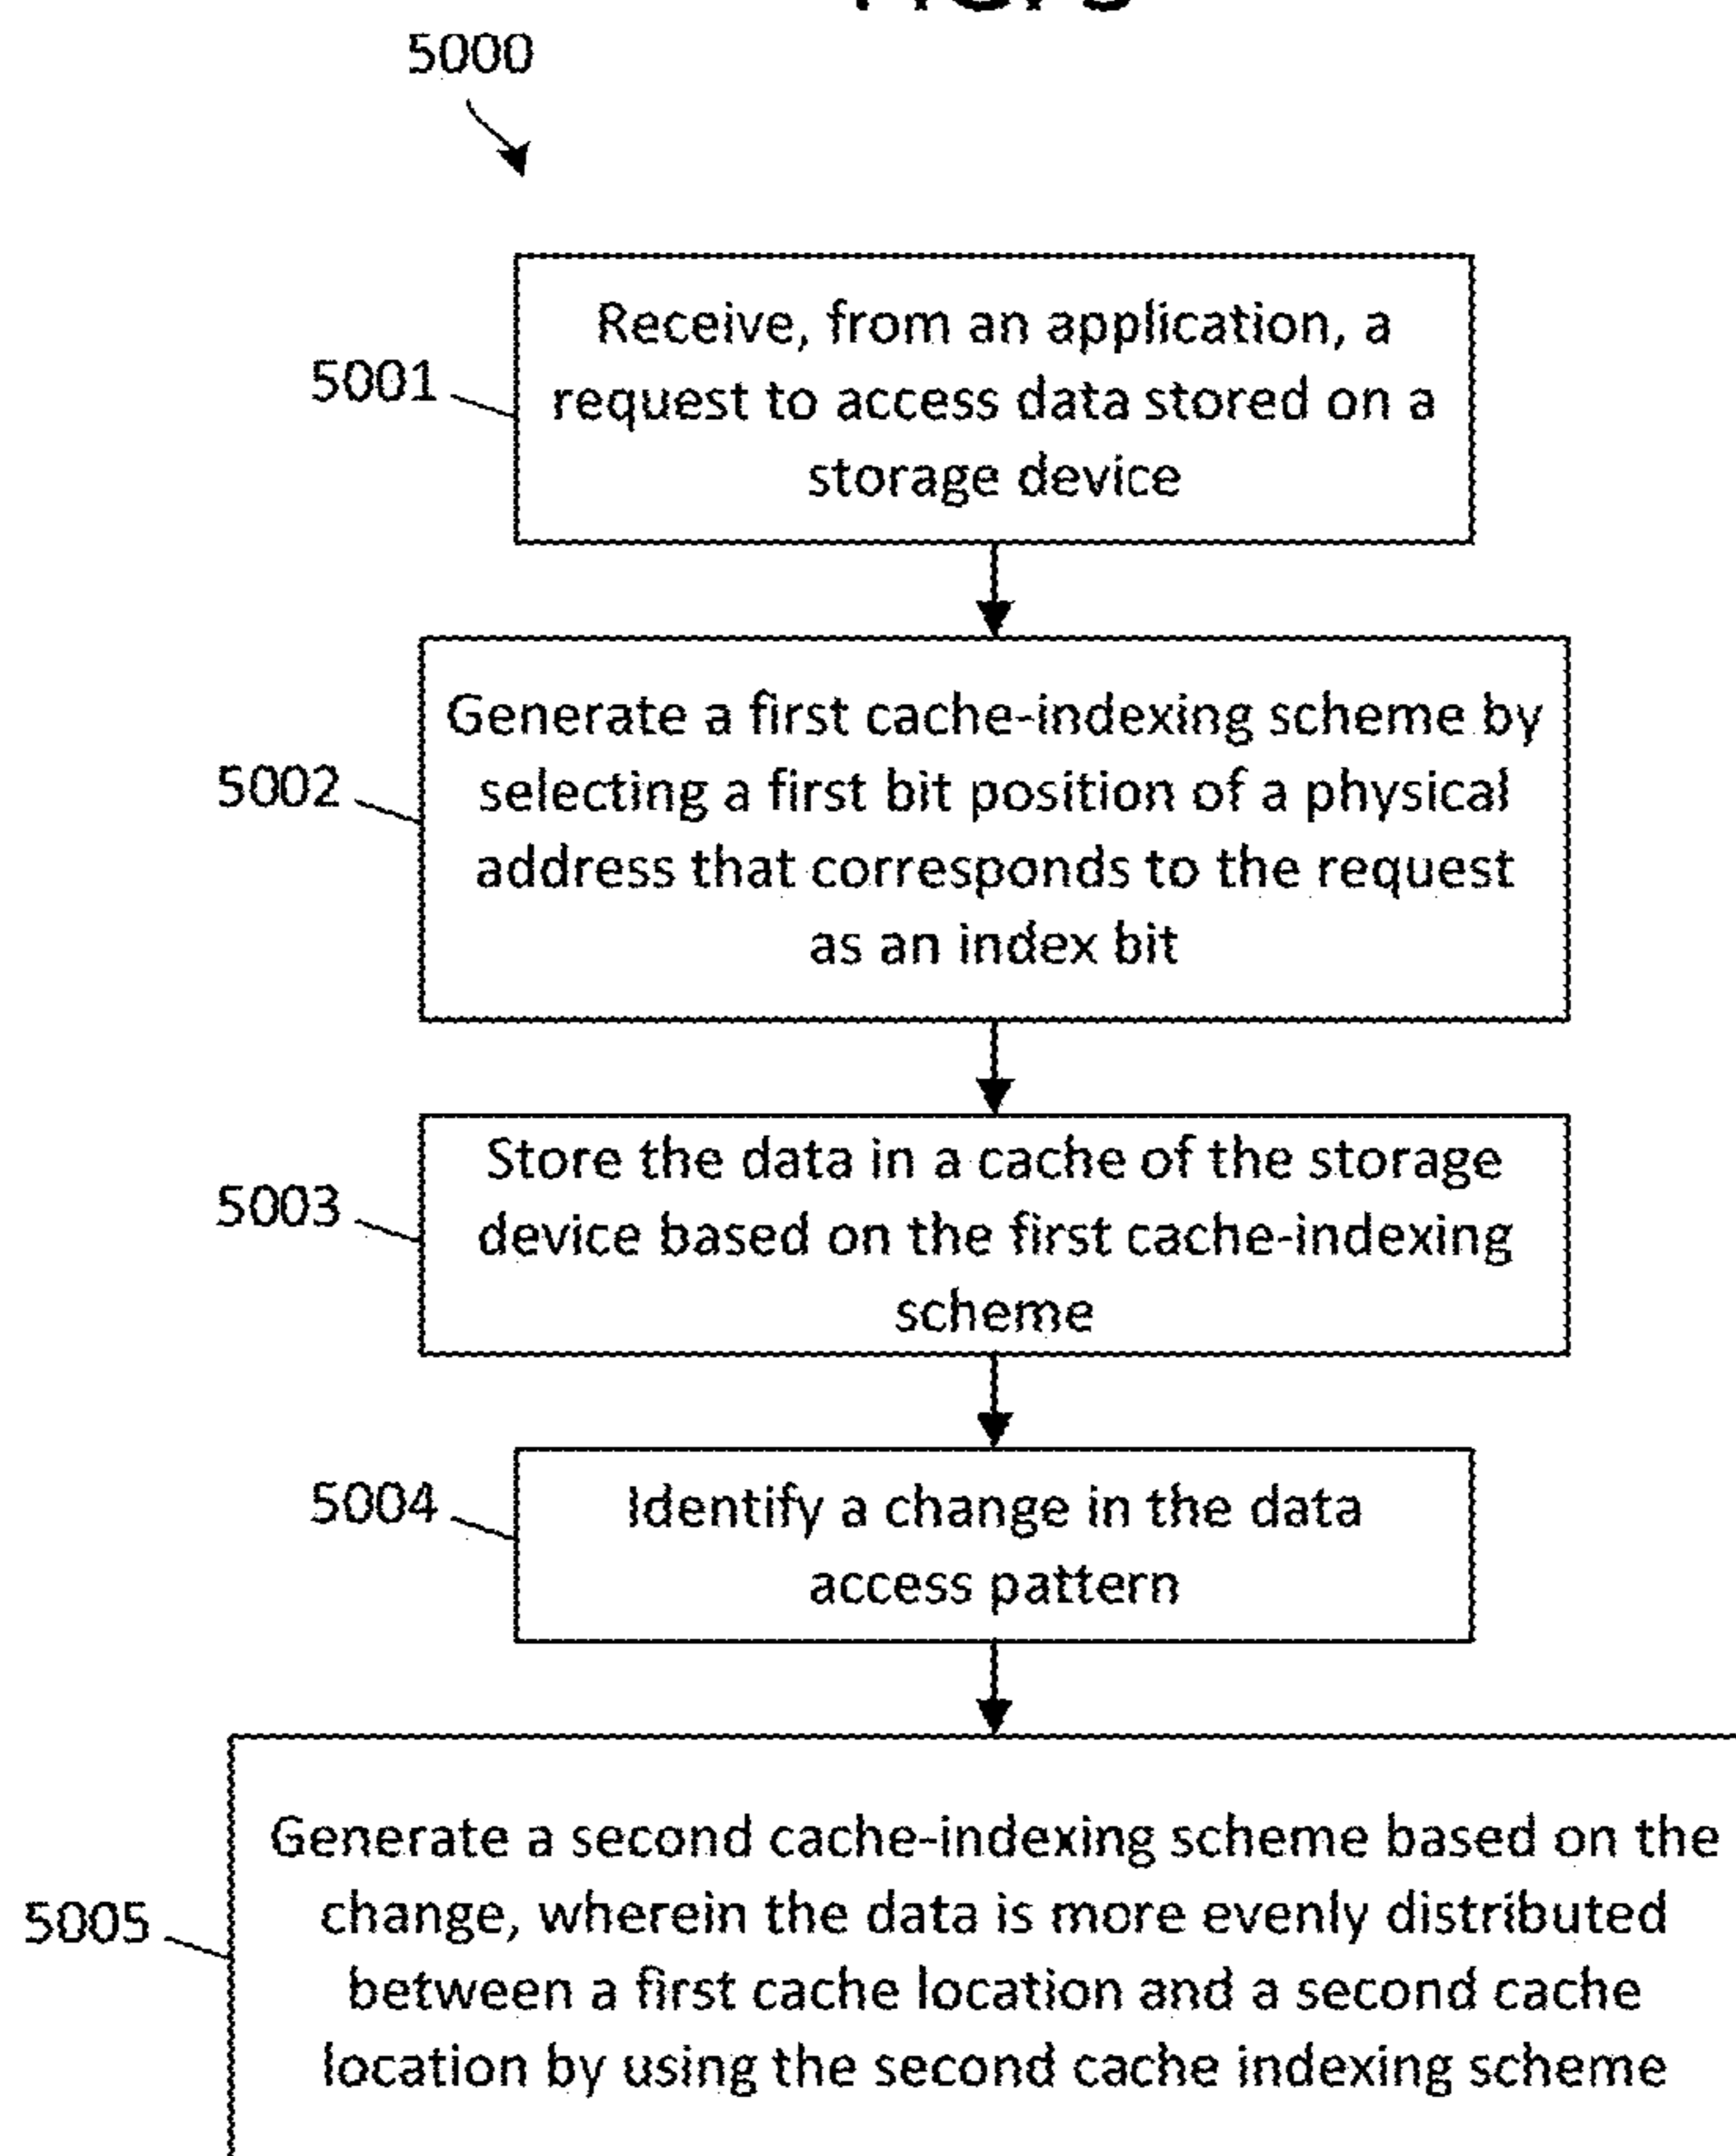 5000
Receive, from an application, a
request to access data stored on a
storage device
5001
Generate a first cache-indexing scheme by
selecting a first bit position of a physical
address that corresponds to the request
as an index bit
5002
Store the data in a cache of the storage
device based on the first cache-indexing
scheme
5003
Identify a change in the data
access pattern
5004
Generate a second cache-indexing scheme based on the
change, wherein the data is more evenly distributed
between a first cache location and a second cache
location by using the second cache indexing scheme
5005